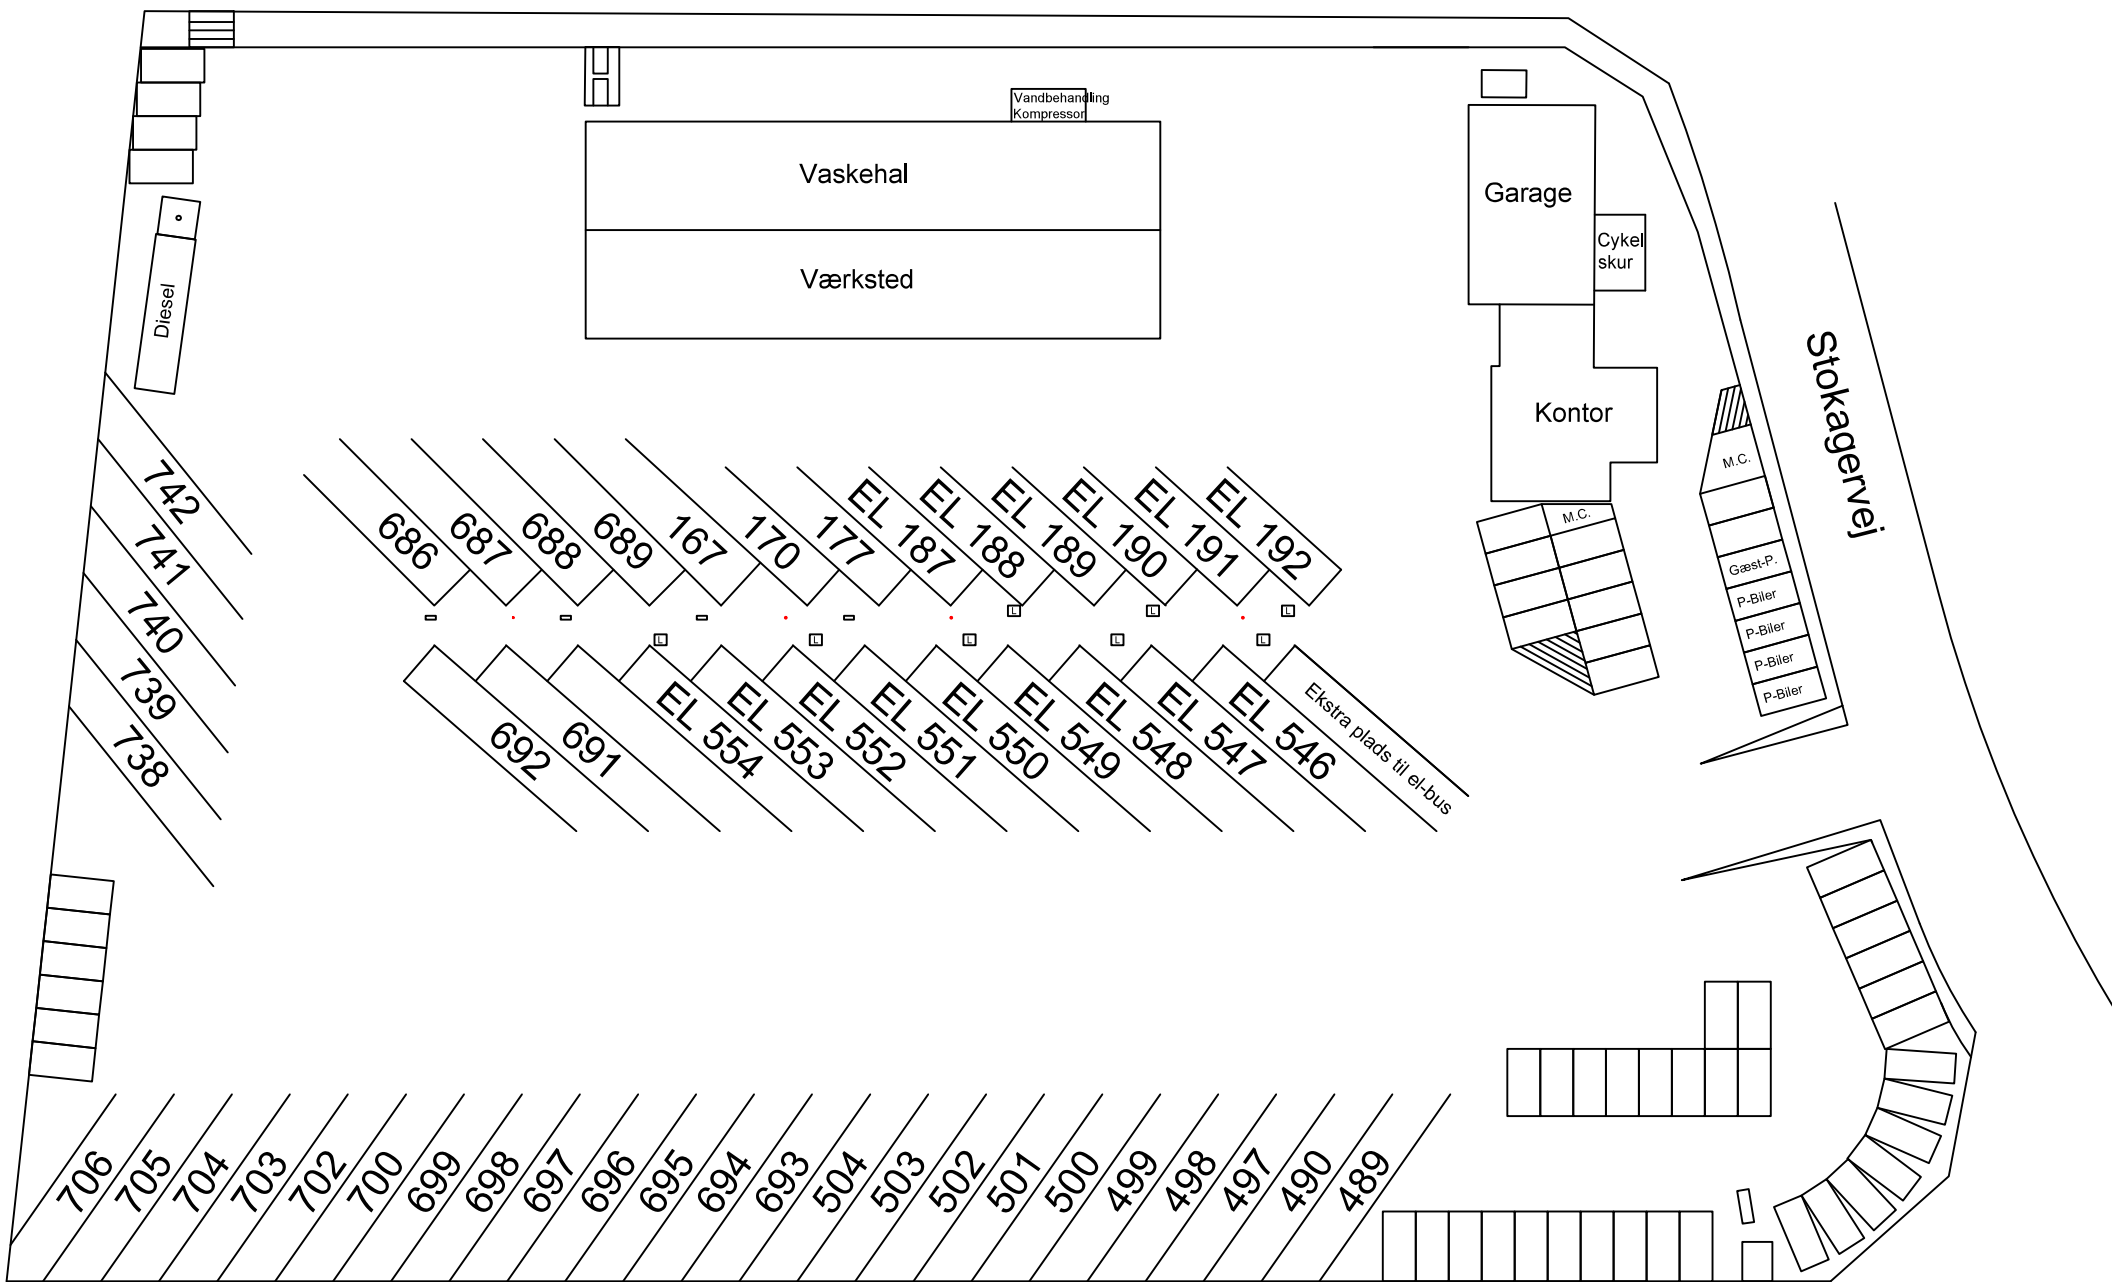 Vandbehandling
Kompressor
Vaskehal
Værksted
Garage
Cykel
skur
Kontor
Diesel
Stokagervej
M.C.
Gæst-P.
P-Biler
P-Biler
P-Biler
P-Biler
M.C.
742
741
740
739
738
686
687
688
689
167
170
177
EL 187
EL 188
EL 189
EL 190
EL 191
EL 192
L
L
L
L
L
L
L
L
692
691
EL 554
EL 553
EL 552
EL 551
EL 550
EL 549
EL 548
EL 547
EL 546
Ekstra plads til el-bus
706
705
704
703
702
700
699
698
697
696
695
694
693
504
503
502
501
500
499
498
497
490
489